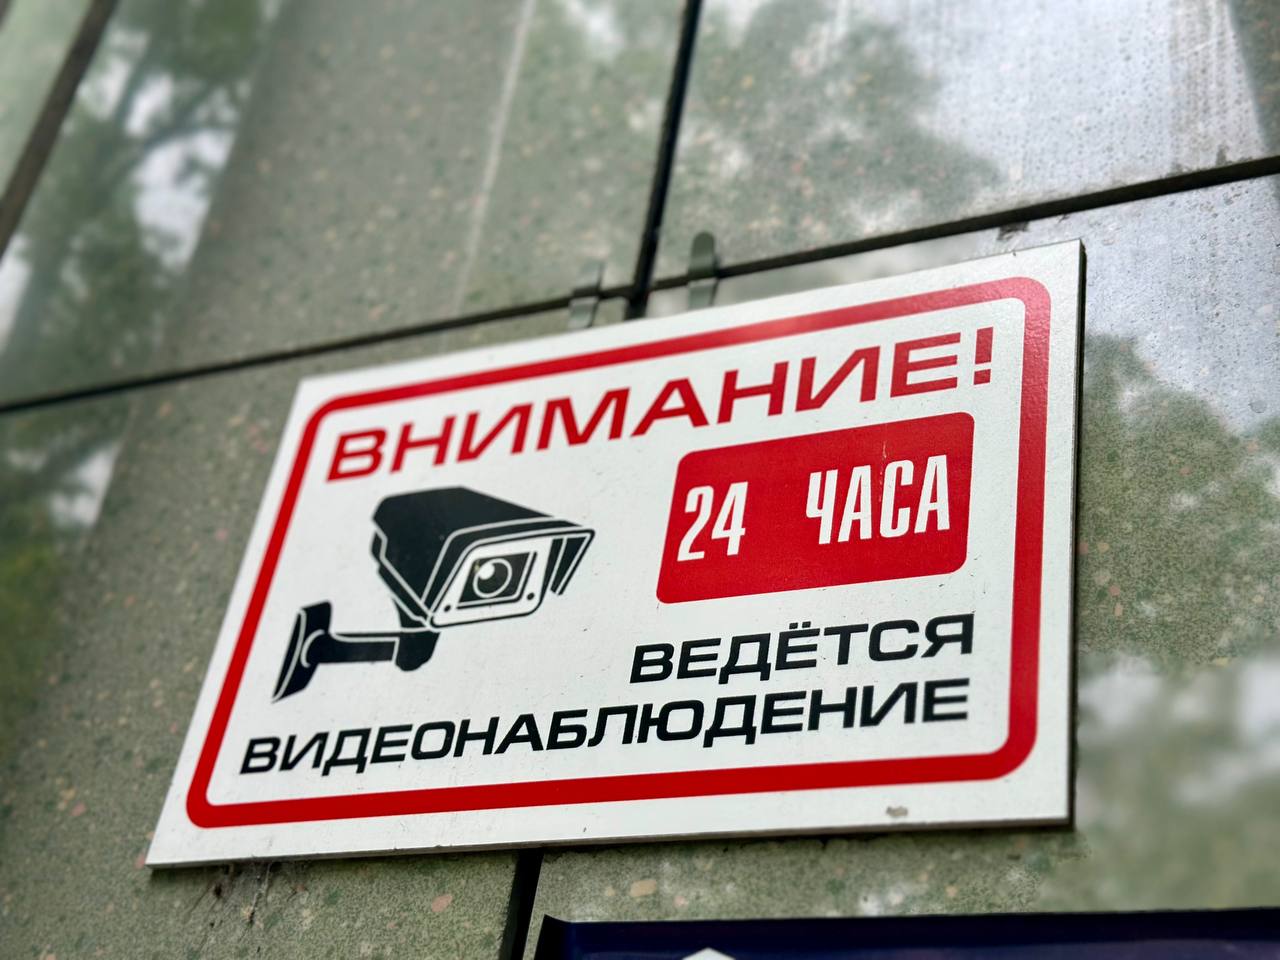 ВНИМАНИЕ!
24 ЧАСА
ВЕДЁТСЯ
ВИДЕОНАБЛЮДЕНИЕ